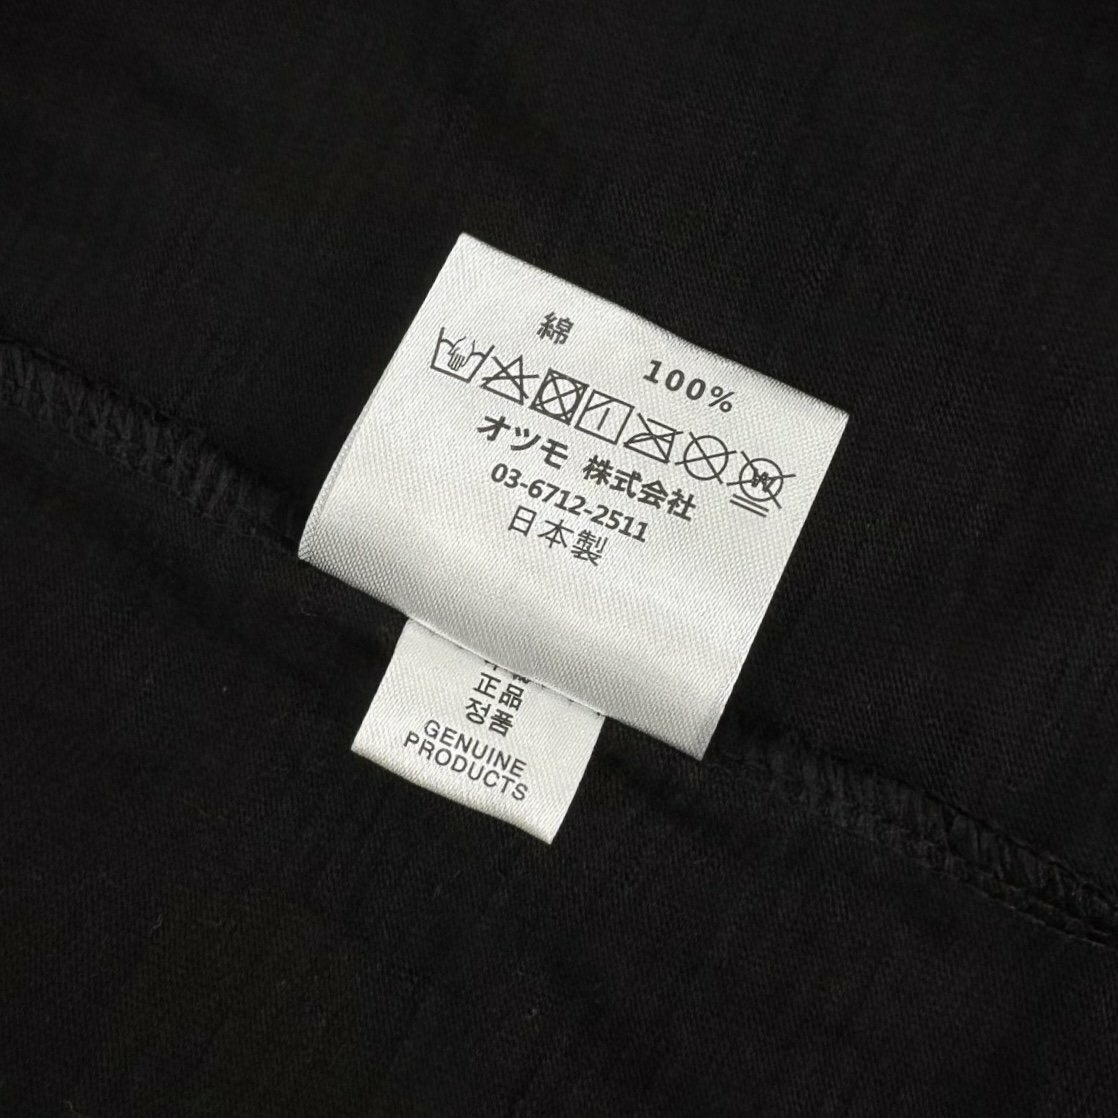 綿 100%
オツモ 株式会社
03-6712-2511
日本製
正品
정품
GENUINE
PRODUCTS